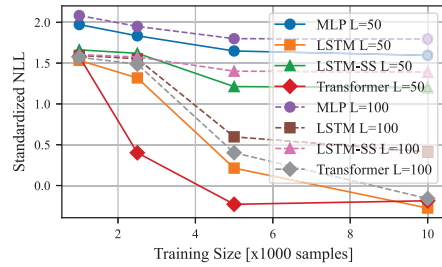 Standardized NLL
2.0
1.5
1.0
0.5
0.0
MLP L=50
LSTM L=50
LSTM-SS L=50
Transformer L=50
MLP L=100
LSTM L=100
LSTM-SS L=100
Transformer L=100
2 4 6 8 10
Training Size [x1000 samples]